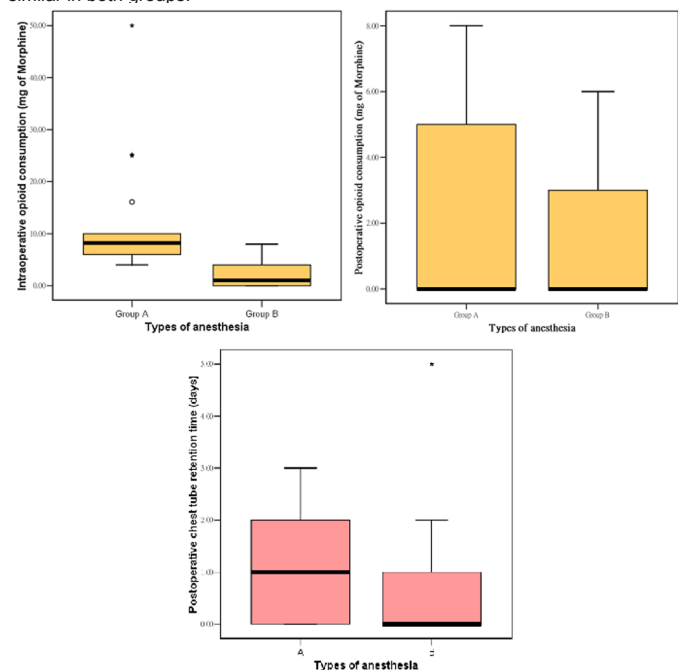 similar in both groups.
Intraoperative opioid consumption (mg of Morphine)
50.00
40.00
30.00
20.00
10.00
0.00
Group A
Group B
Types of anesthesia
Postoperative opioid consumption (mg of Morphine)
8.00
6.00
4.00
2.00
0.00
Group A
Group B
Types of anesthesia
Postoperative chest tube retention time (days)
5.00
4.00
3.00
2.00
1.00
0.00
A
Types of anesthesia